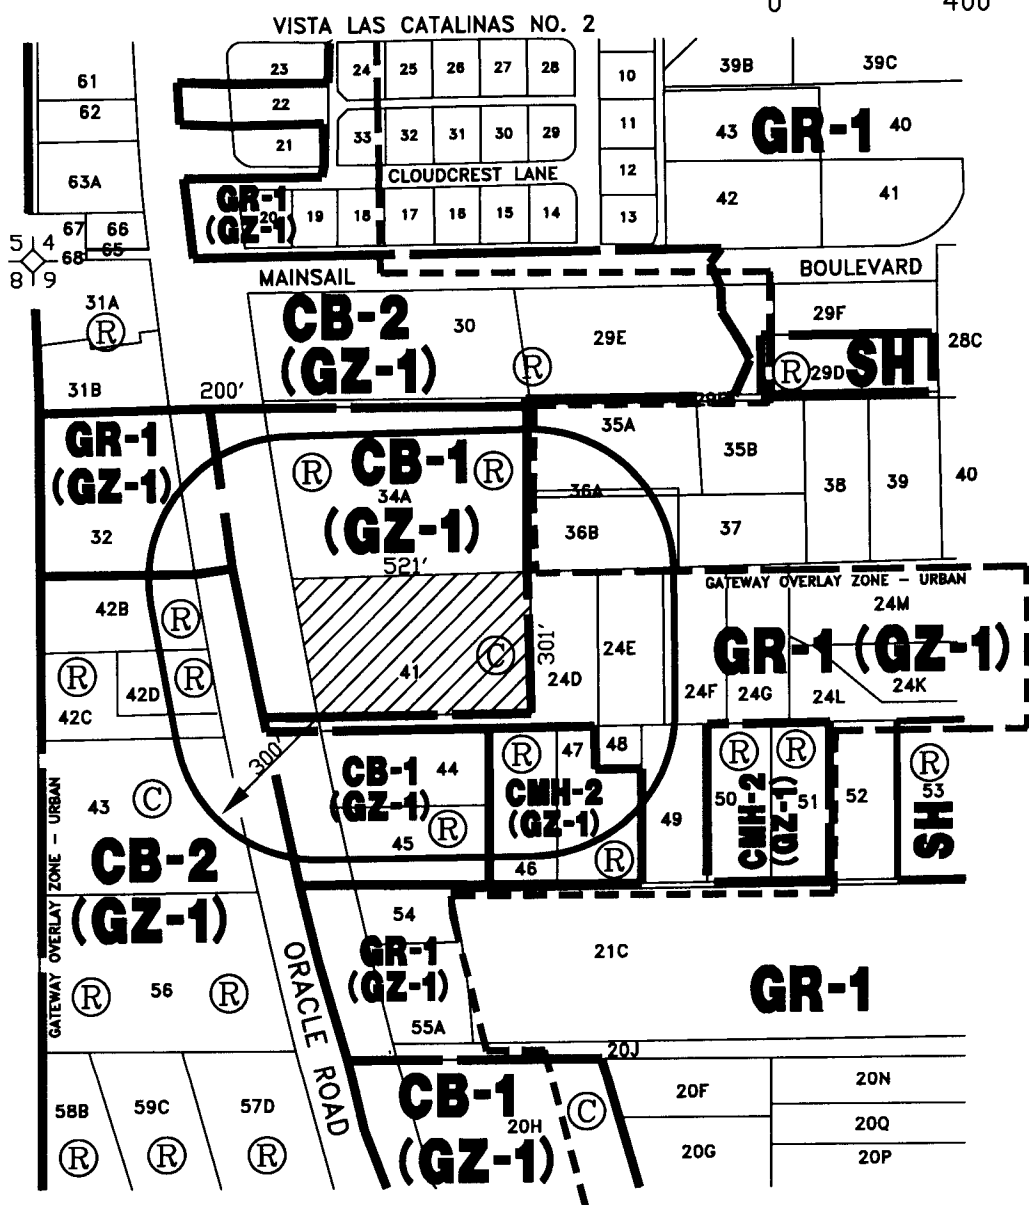 0 400
VISTA LAS CATALINAS NO. 2
61
62
63A
67 66
68 65
5 4
8 9
23
22
21
24 25 26 27 28
33 32 31 30 29
CLOUDCREST LANE
GR-1
(GZ-1)
20 19 18 17 16 15 14
10
11
12
13
39B 39C
43 GR-1 40
42 41
MAINSAIL BOULEVARD
31A
R
31B
200'
CB-2
(GZ-1)
30 29E
R
29F
R 29D SH
28C
GR-1
(GZ-1)
32
R CB-1 R
34A
(GZ-1)
521'
35A 35B
36A
36B 37
38 39 40
GATEWAY OVERLAY ZONE - URBAN
24M
GR-1 (GZ-1)
42B
R
R 42D R
42C
41 C
301'
24D 24E 24F 24G 24L 24K
300'
43 C
CB-2
(GZ-1)
GATEWAY OVERLAY ZONE - URBAN
CB-1 44
(GZ-1)
45 R
R 47 48
CMH-2
(GZ-1)
46 R
49
R R
50 CMH-2 (GZ-1) 51
52
R
53
SH
R 56 R
ORACLE ROAD
54
GR-1
(GZ-1)
55A
21C
GR-1
20J
58B 59C 57D
R R R
CB-1
20H C
(GZ-1)
20F
20G
20N
20Q
20P